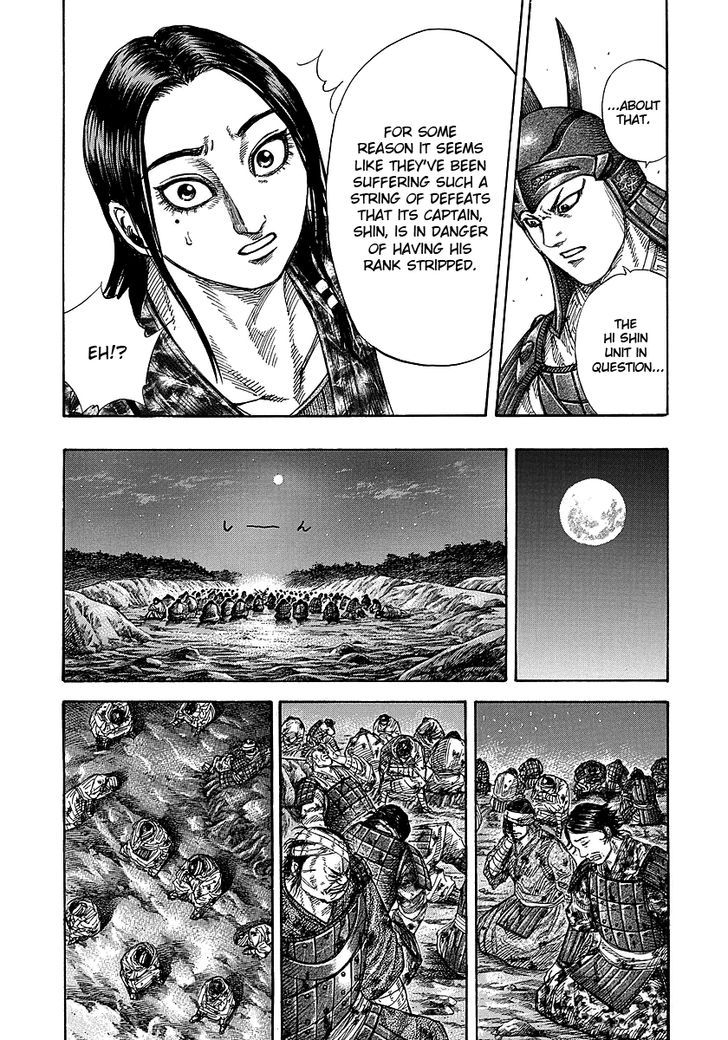 ...ABOUT
THAT.
THE
HI SHIN
UNIT IN
QUESTION...
FOR SOME
REASON IT SEEMS
LIKE THEY'VE BEEN
SUFFERING SUCH A
STRING OF DEFEATS
THAT ITS CAPTAIN,
SHIN, IS IN DANGER
OF HAVING HIS
RANK STRIPPED.
EH!?
しーん